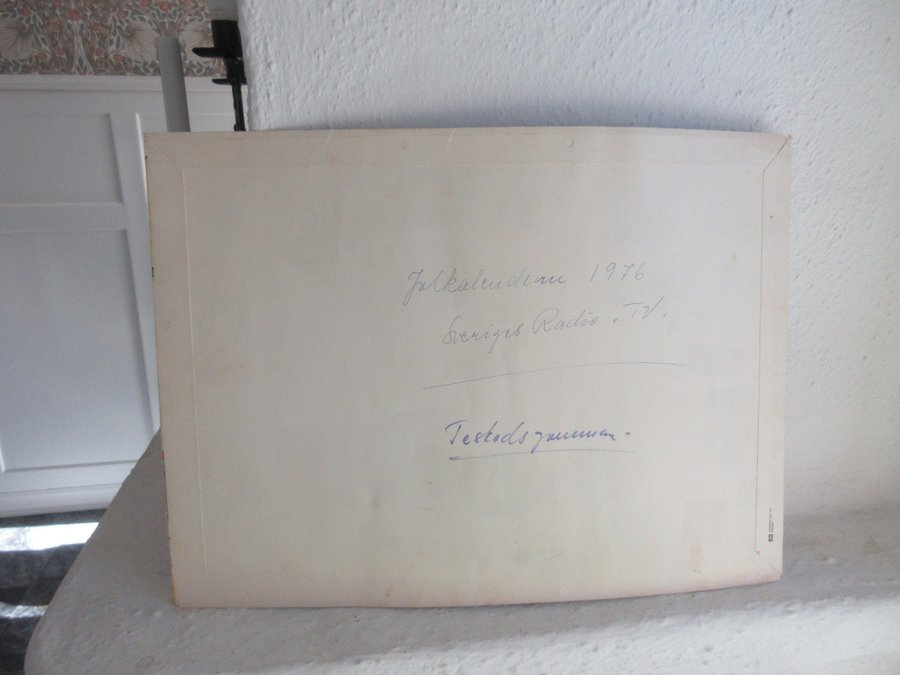 Julkalendern 1976
Sveriges Radio o. TV.
Teskedsgumman